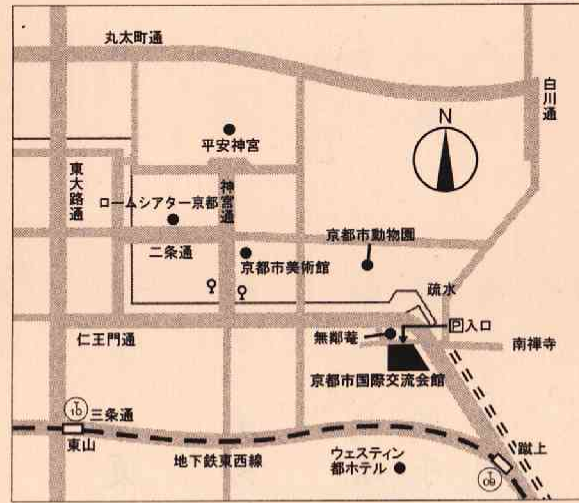 丸太町通
白川通
N
平安神宮
東大路通
神宮通
ロームシアター京都
京都市動物園
二条通
京都市美術館
疏水
仁王門通
P入口
無鄰菴
南禅寺
京都市国際交流会館
三条通
東山
蹴上
地下鉄東西線
ウェスティン
都ホテル